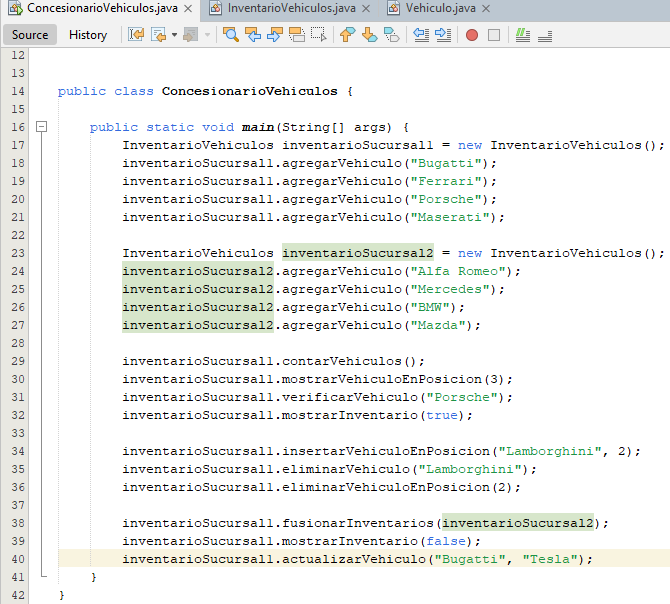 ConcesionarioVehiculos.java InventarioVehiculos.java Vehiculo.java
Source History
12
13
14 public class ConcesionarioVehiculos {
15
16 public static void main(String[] args) {
17 InventarioVehiculos inventarioSucursal1 = new InventarioVehiculos();
18 inventarioSucursal1.agregarVehiculo("Bugatti");
19 inventarioSucursal1.agregarVehiculo("Ferrari");
20 inventarioSucursal1.agregarVehiculo("Porsche");
21 inventarioSucursal1.agregarVehiculo("Maserati");
22
23 InventarioVehiculos inventarioSucursal2 = new InventarioVehiculos();
24 inventarioSucursal2.agregarVehiculo("Alfa Romeo");
25 inventarioSucursal2.agregarVehiculo("Mercedes");
26 inventarioSucursal2.agregarVehiculo("BMW");
27 inventarioSucursal2.agregarVehiculo("Mazda");
28
29 inventarioSucursal1.contarVehiculos();
30 inventarioSucursal1.mostrarVehiculoEnPosicion(3);
31 inventarioSucursal1.verificarVehiculo("Porsche");
32 inventarioSucursal1.mostrarInventario(true);
33
34 inventarioSucursal1.insertarVehiculoEnPosicion("Lamborghini", 2);
35 inventarioSucursal1.eliminarVehiculo("Lamborghini");
36 inventarioSucursal1.eliminarVehiculoEnPosicion(2);
37
38 inventarioSucursal1.fusionarInventarios(inventarioSucursal2);
39 inventarioSucursal1.mostrarInventario(false);
40 inventarioSucursal1.actualizarVehiculo("Bugatti", "Tesla");
41 }
42 }